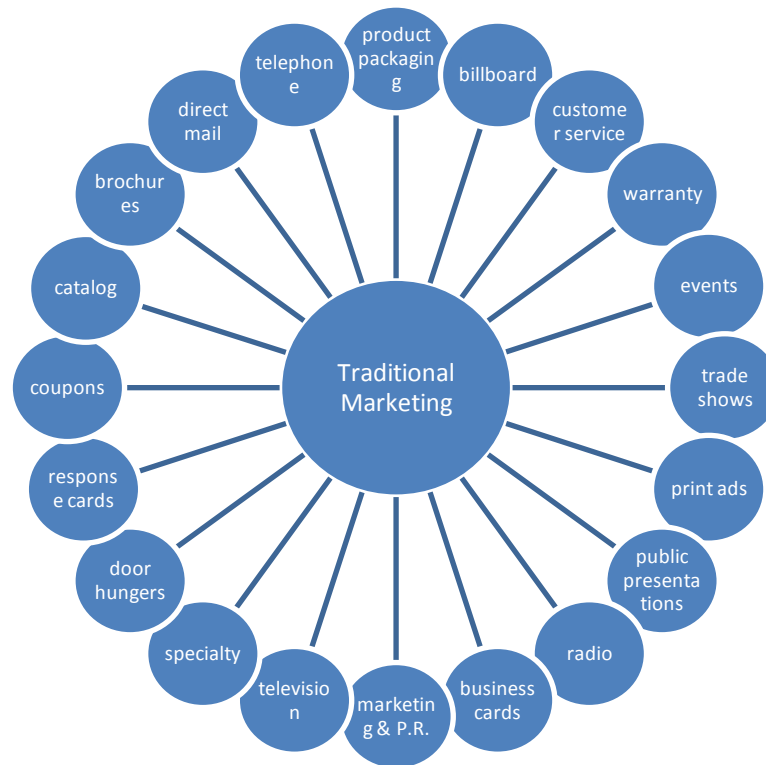 Traditional
Marketing
product
packagin
g
billboard
custome
r service
warranty
events
trade
shows
print ads
public
presenta
tions
radio
business
cards
marketin
g & P.R.
televisio
n
specialty
door
hungers
respons
e cards
coupons
catalog
brochur
es
direct
mail
telephon
e